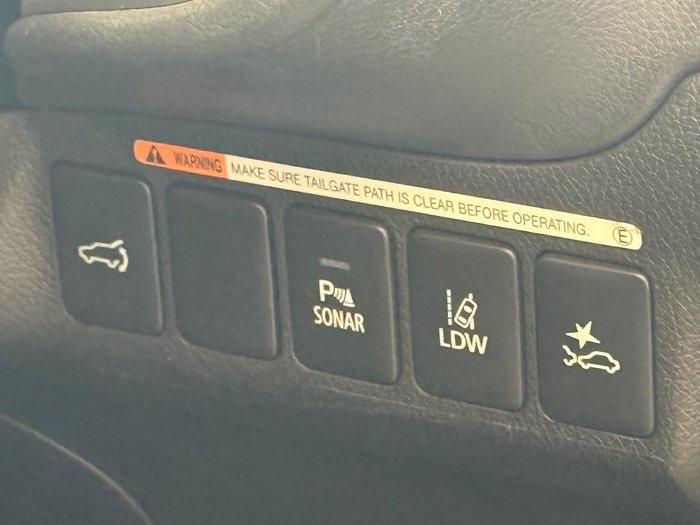 WARNING MAKE SURE TAILGATE PATH IS CLEAR BEFORE OPERATING. Ⓔ
P
SONAR
LDW